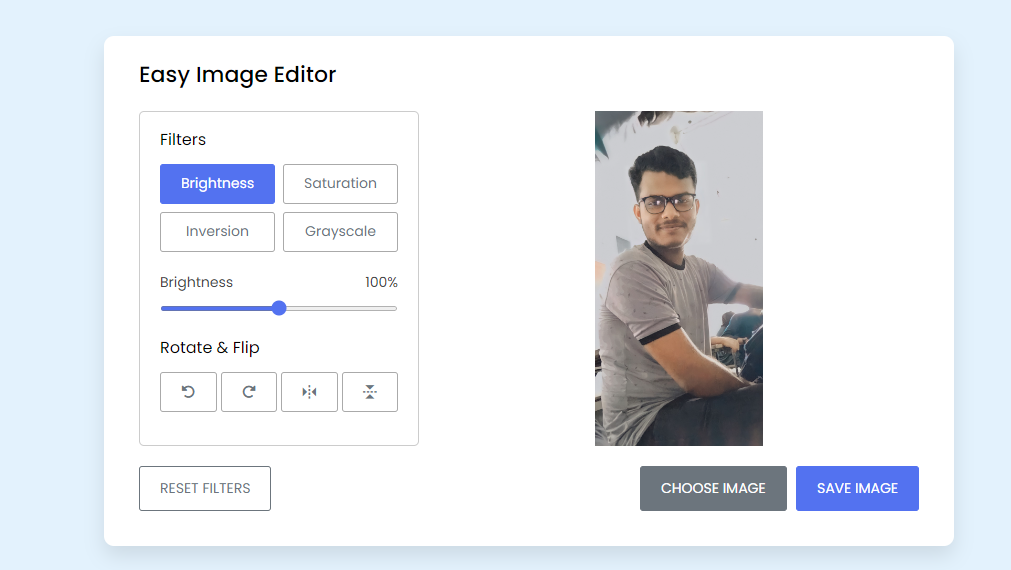 Easy Image Editor
Filters
Brightness Saturation
Inversion Grayscale
Brightness 100%
Rotate & Flip
RESET FILTERS CHOOSE IMAGE SAVE IMAGE